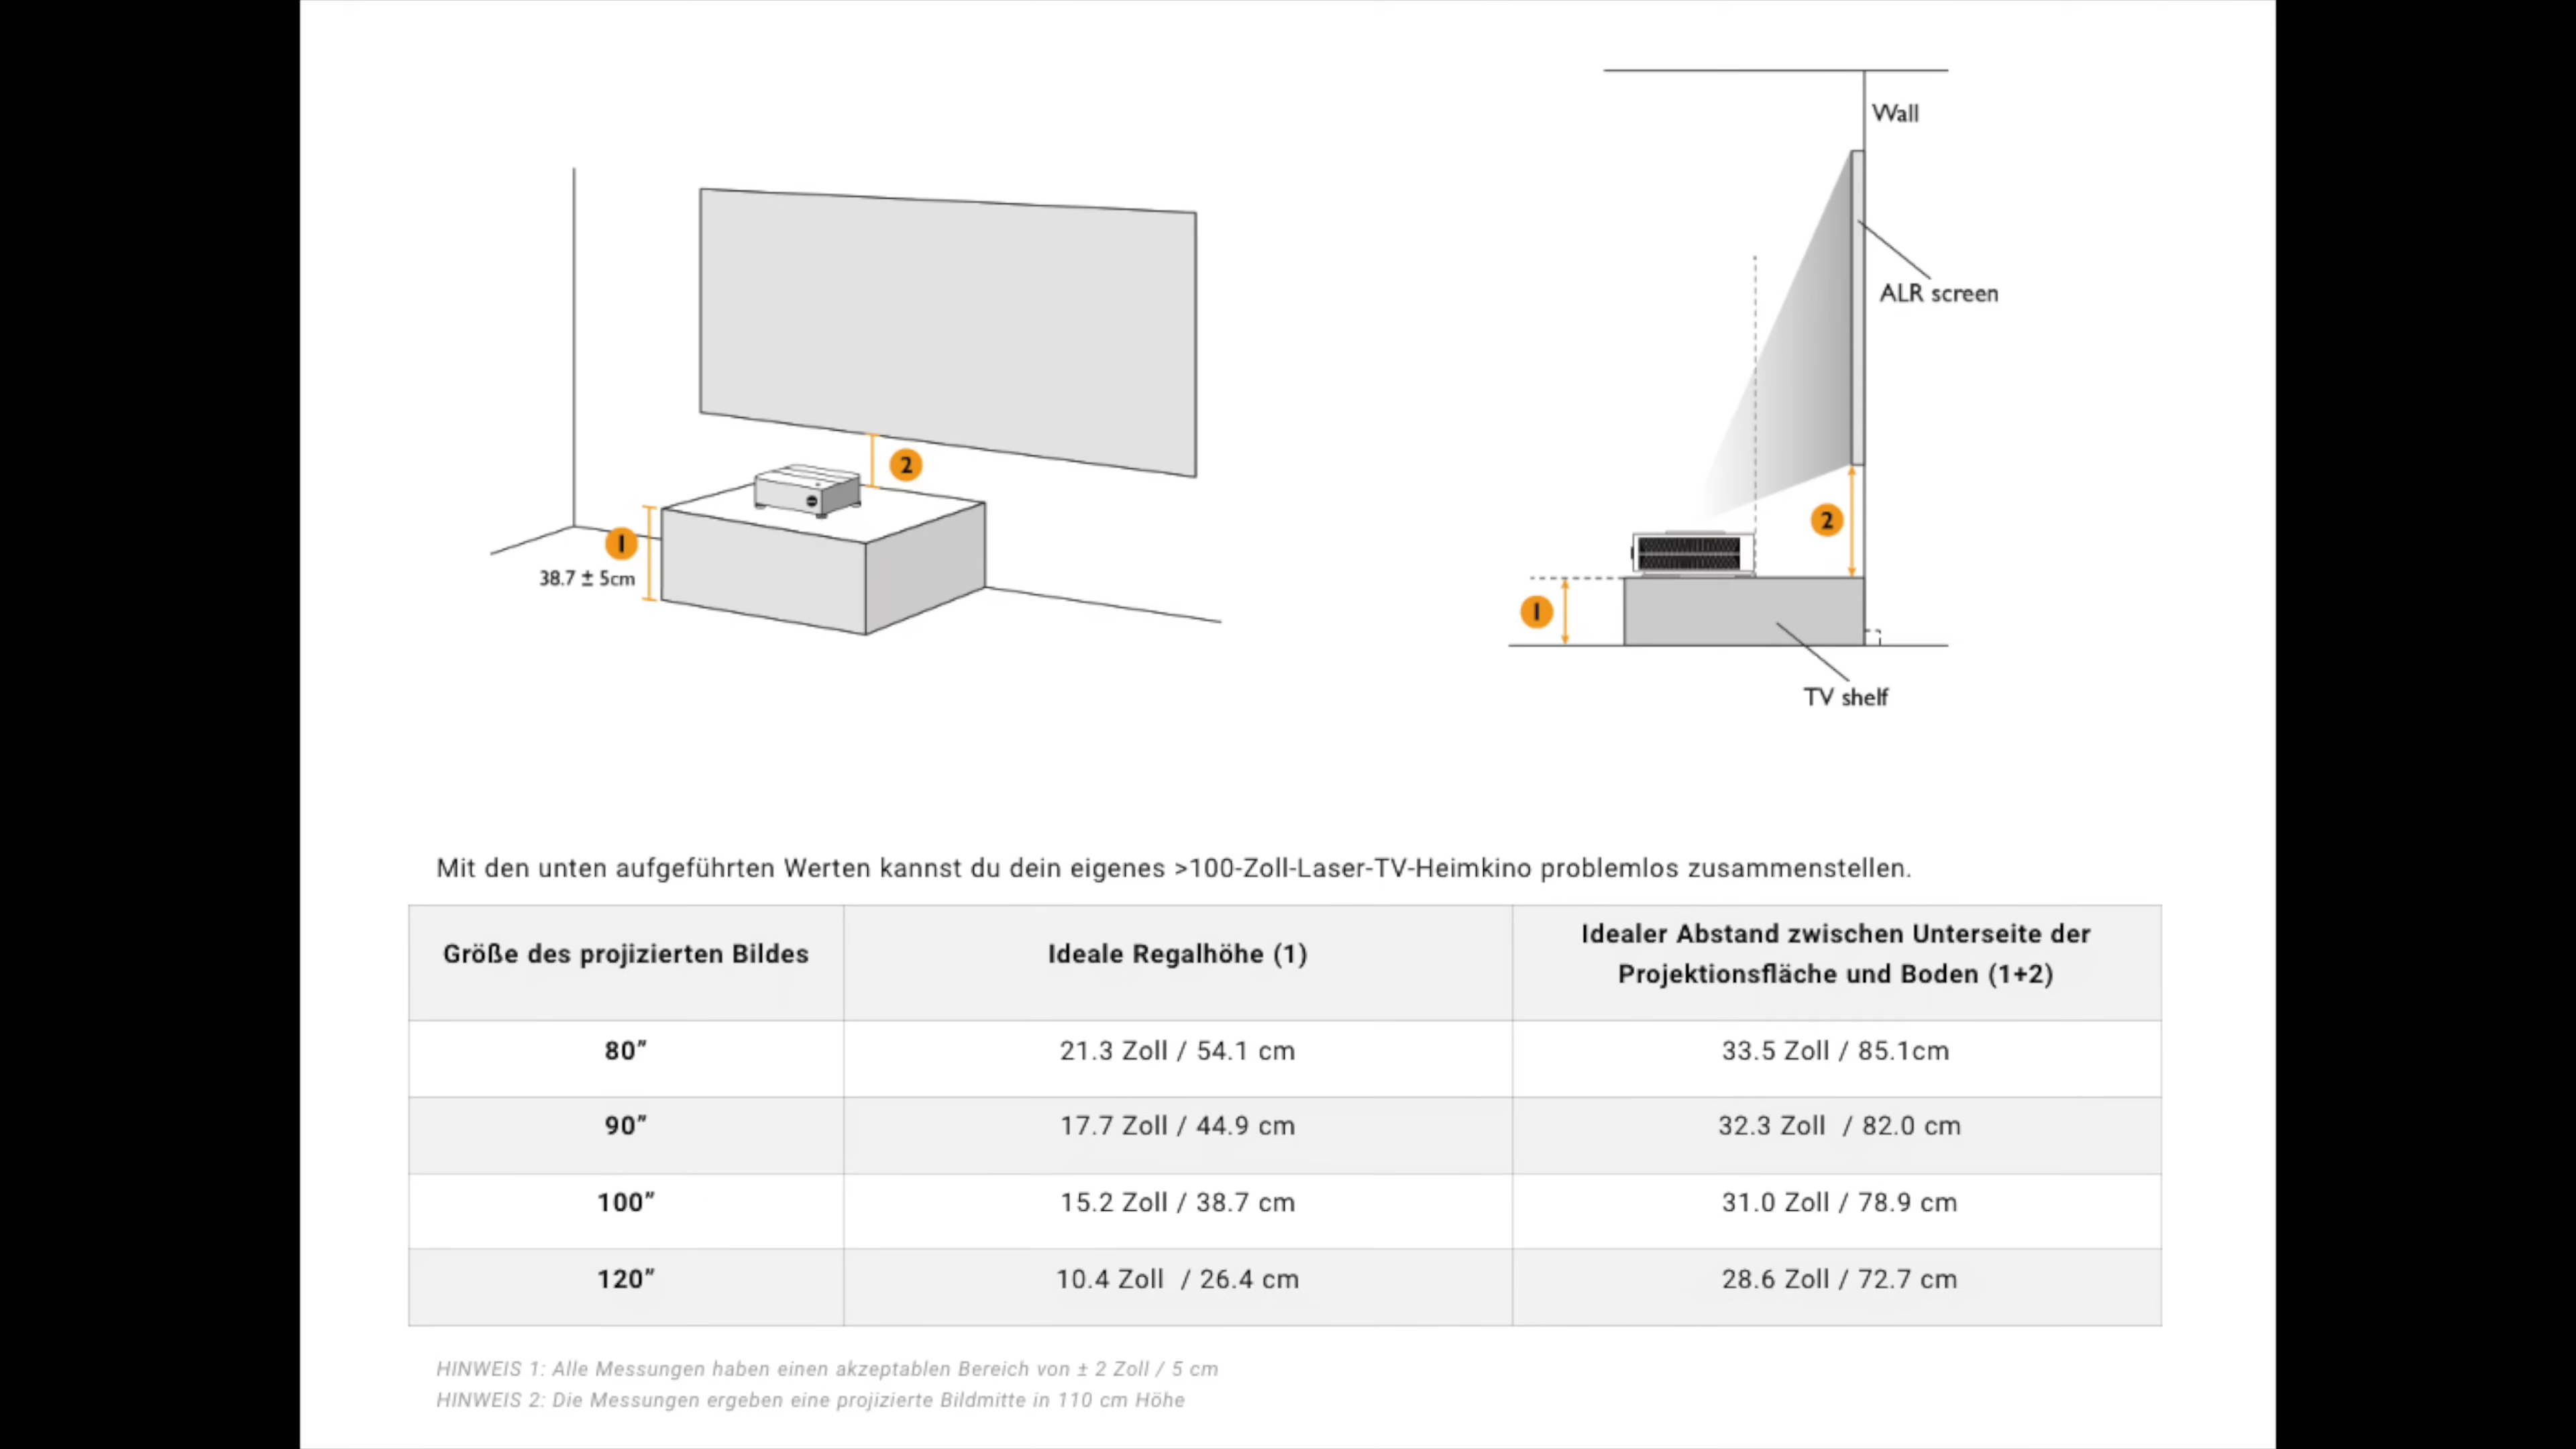 Wall
ALR screen
2
2
1
38.7 ± 5cm
1
TV shelf
Mit den unten aufgeführten Werten kannst du dein eigenes >100-Zoll-Laser-TV-Heimkino problemlos zusammenstellen.
Größe des projizierten Bildes
Ideale Regalhöhe (1)
Idealer Abstand zwischen Unterseite der
Projektionsfläche und Boden (1+2)
80”
21.3 Zoll / 54.1 cm
33.5 Zoll / 85.1cm
90”
17.7 Zoll / 44.9 cm
32.3 Zoll / 82.0 cm
100”
15.2 Zoll / 38.7 cm
31.0 Zoll / 78.9 cm
120”
10.4 Zoll / 26.4 cm
28.6 Zoll / 72.7 cm
HINWEIS 1: Alle Messungen haben einen akzeptablen Bereich von ± 2 Zoll / 5 cm
HINWEIS 2: Die Messungen ergeben eine projizierte Bildmitte in 110 cm Höhe